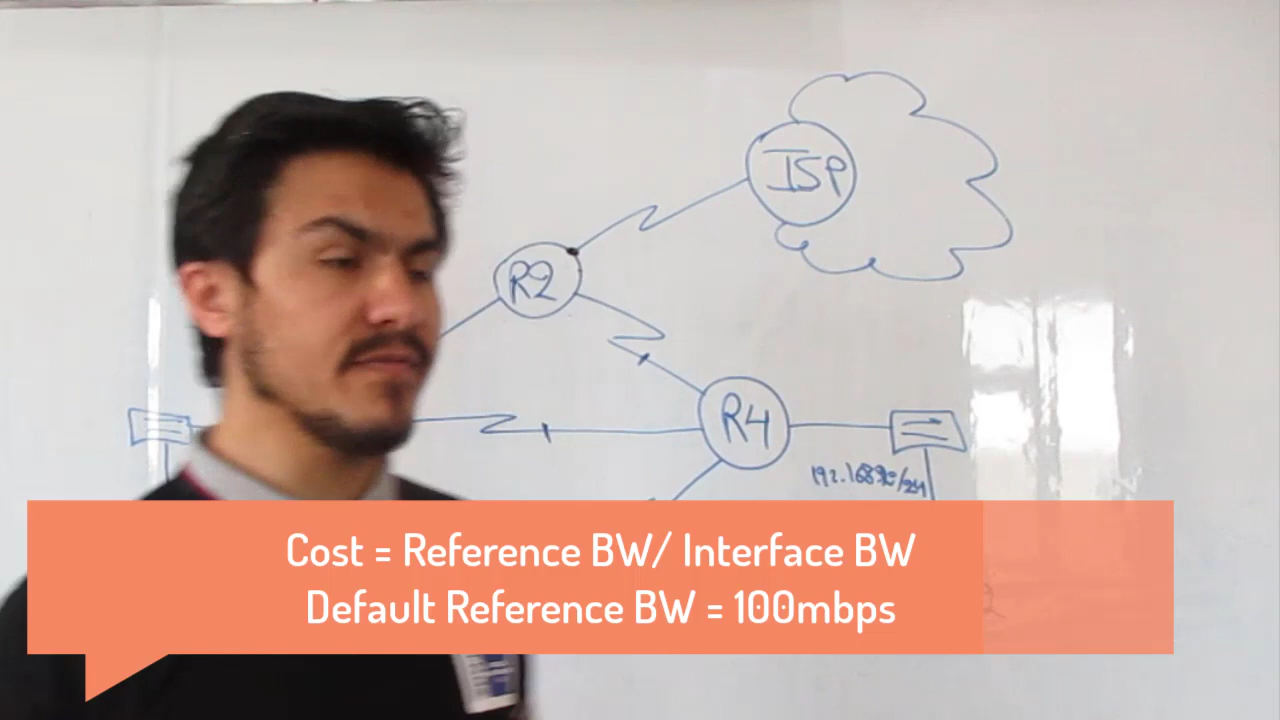 ISP
R2
R4
Cost = Reference BW/ Interface BW
Default Reference BW = 100mbps